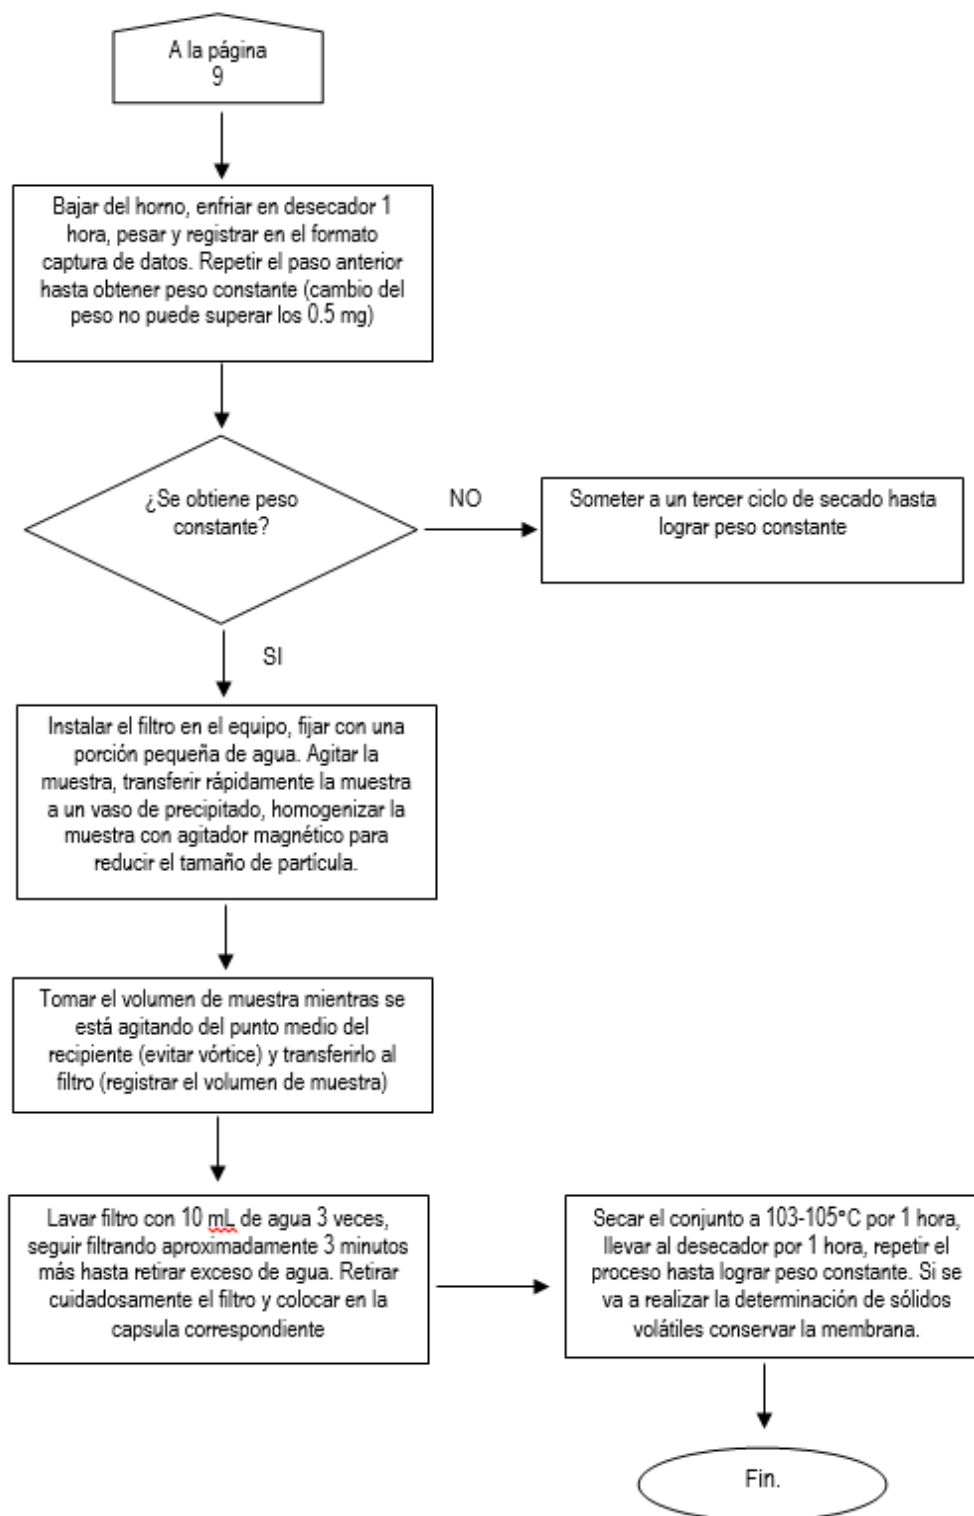 A la página
9
Bajar del horno, enfriar en desecador 1
hora, pesar y registrar en el formato
captura de datos. Repetir el paso anterior
hasta obtener peso constante (cambio del
peso no puede superar los 0.5 mg)
¿Se obtiene peso
constante?
NO
Someter a un tercer ciclo de secado hasta
lograr peso constante
SI
Instalar el filtro en el equipo, fijar con una
porción pequeña de agua. Agitar la
muestra, transferir rápidamente la muestra
a un vaso de precipitado, homogenizar la
muestra con agitador magnético para
reducir el tamaño de partícula.
Tomar el volumen de muestra mientras se
está agitando del punto medio del
recipiente (evitar vórtice) y transferirlo al
filtro (registrar el volumen de muestra)
Lavar filtro con 10 mL de agua 3 veces,
seguir filtrando aproximadamente 3 minutos
más hasta retirar exceso de agua. Retirar
cuidadosamente el filtro y colocar en la
capsula correspondiente
Secar el conjunto a 103-105°C por 1 hora,
llevar al desecador por 1 hora, repetir el
proceso hasta lograr peso constante. Si se
va a realizar la determinación de sólidos
volátiles conservar la membrana.
Fin.